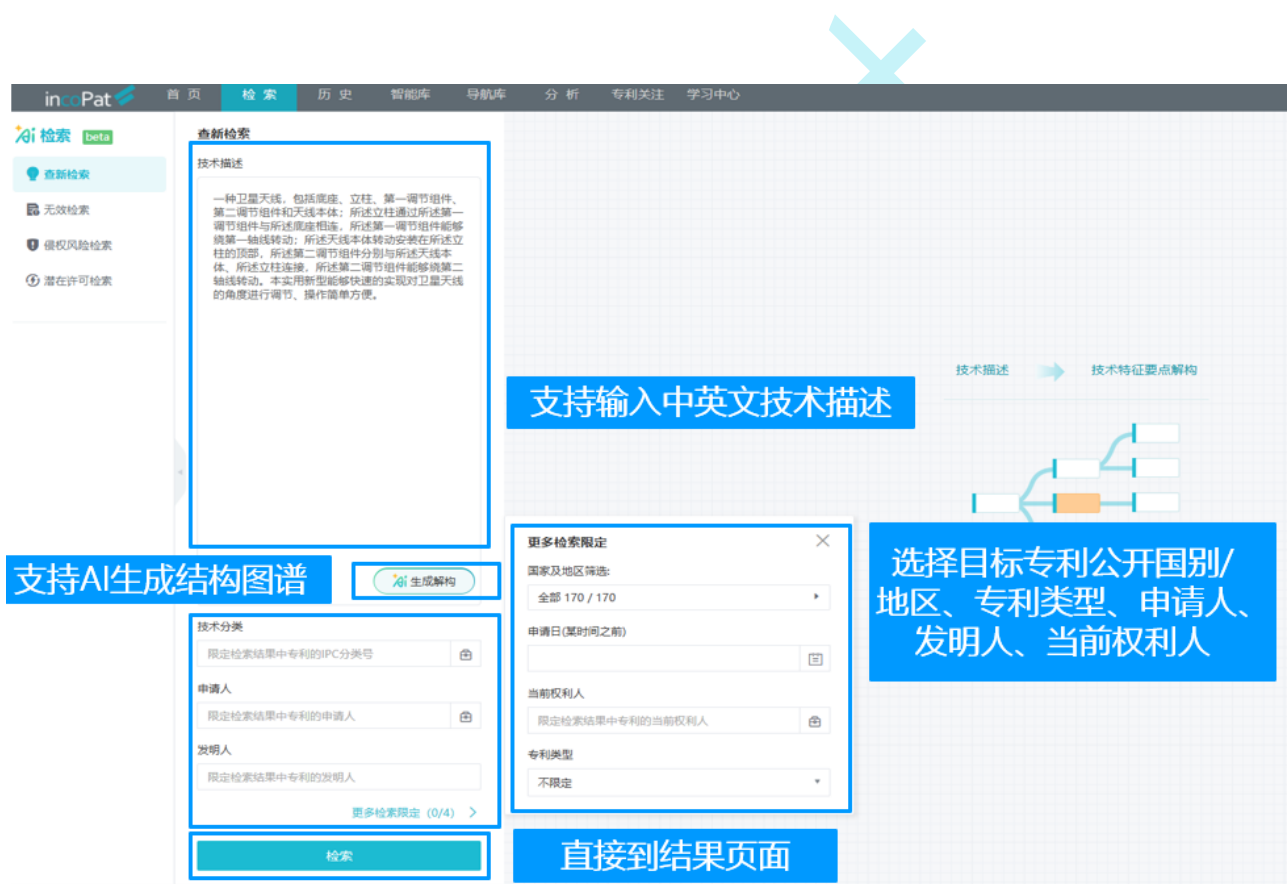 incoPat
首 页
检 索
历 史
智能库
导航库
分 析
专利关注
学习中心
Ai 检索 beta
查新检索
无效检索
侵权风险检索
潜在许可检索
查新检索
技术描述
一种卫星天线，包括底座、立柱、第一调节组件、
第二调节组件和天线本体；所述立柱通过所述第一
调节组件与所述底座相连，所述第一调节组件能够
绕第一轴线转动；所述天线本体转动安装在所述立
柱的顶部，所述第二调节组件分别与所述天线本
体、所述立柱连接，所述第二调节组件能够绕第二
轴线转动。本实用新型能够快速的实现对卫星天线
的角度进行调节、操作简单方便。
支持输入中英文技术描述
技术描述
技术特征要点解构
支持AI生成结构图谱
Ai 生成解构
技术分类
限定检索结果中专利的IPC分类号
申请人
限定检索结果中专利的申请人
发明人
限定检索结果中专利的发明人
更多检索限定（0/4）
检索
更多检索限定
国家及地区筛选:
全部 170 / 170
申请日(某时间之前)
当前权利人
限定检索结果中专利的当前权利人
专利类型
不限定
选择目标专利公开国别/
地区、专利类型、申请人、
发明人、当前权利人
直接到结果页面